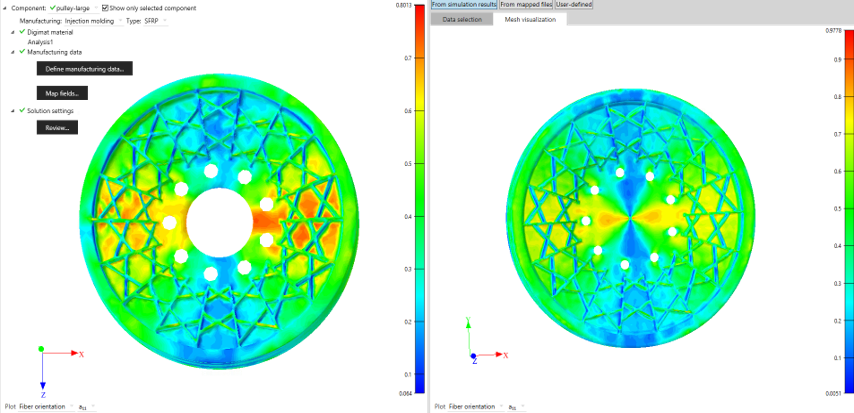 Component: pulley-large Show only selected component
Manufacturing: Injection molding Type: SFRP
Digimat material
Analysis1
Manufacturing data
Define manufacturing data...
Map fields...
Solution settings
Review...
0.8013
0.7
0.6
0.5
0.4
0.3
0.2
0.1
0.064
X
Z
Plot Fiber orientation a11
From simulation results From mapped files User-defined
Data selection Mesh visualization
0.9778
0.9
0.8
0.7
0.6
0.5
0.4
0.3
0.2
0.1
0.0051
Y
X
Z
Plot Fiber orientation a11